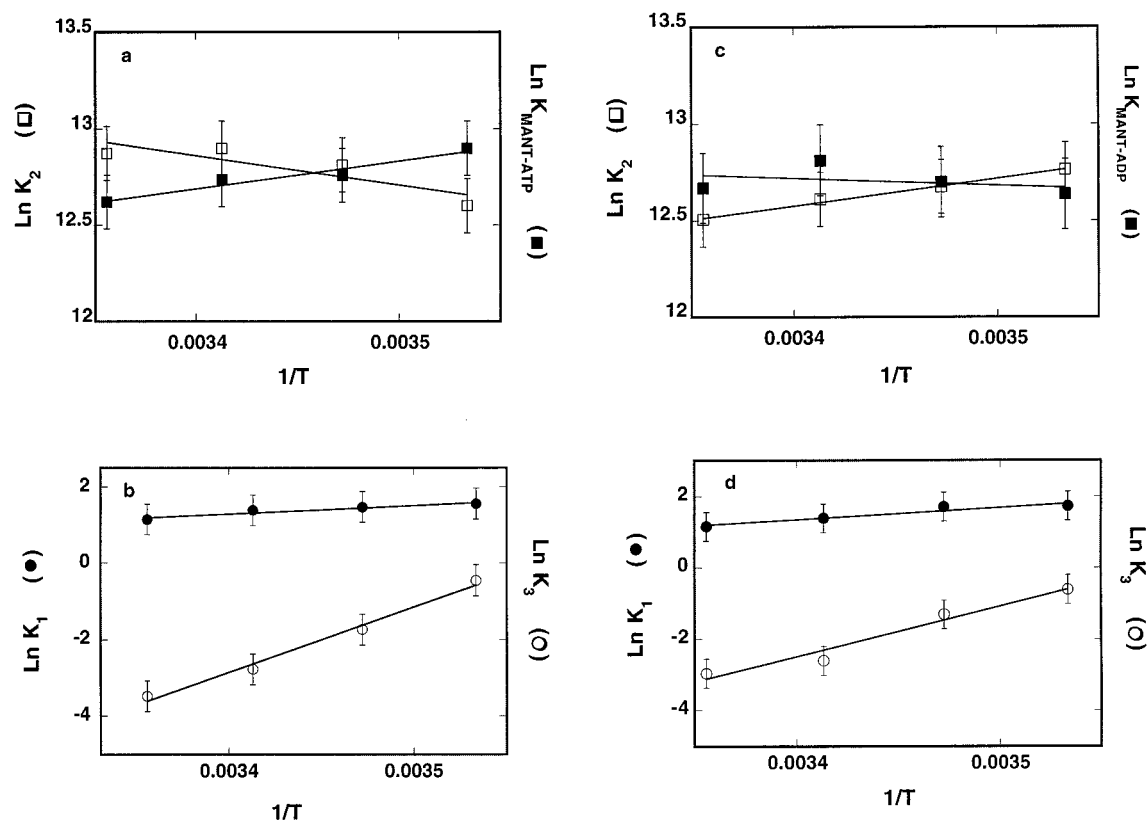 a
13.5
13
12.5
12
Ln K2 (□)
Ln KMANT-ATP (■)
0.0034
0.0035
1/T
c
13.5
13
12.5
12
Ln K2 (□)
Ln KMANT-ADP (■)
0.0034
0.0035
1/T
b
2
0
-2
-4
Ln K1 (●)
Ln K3 (○)
0.0034
0.0035
1/T
d
2
0
-2
-4
Ln K1 (●)
Ln K3 (○)
0.0034
0.0035
1/T